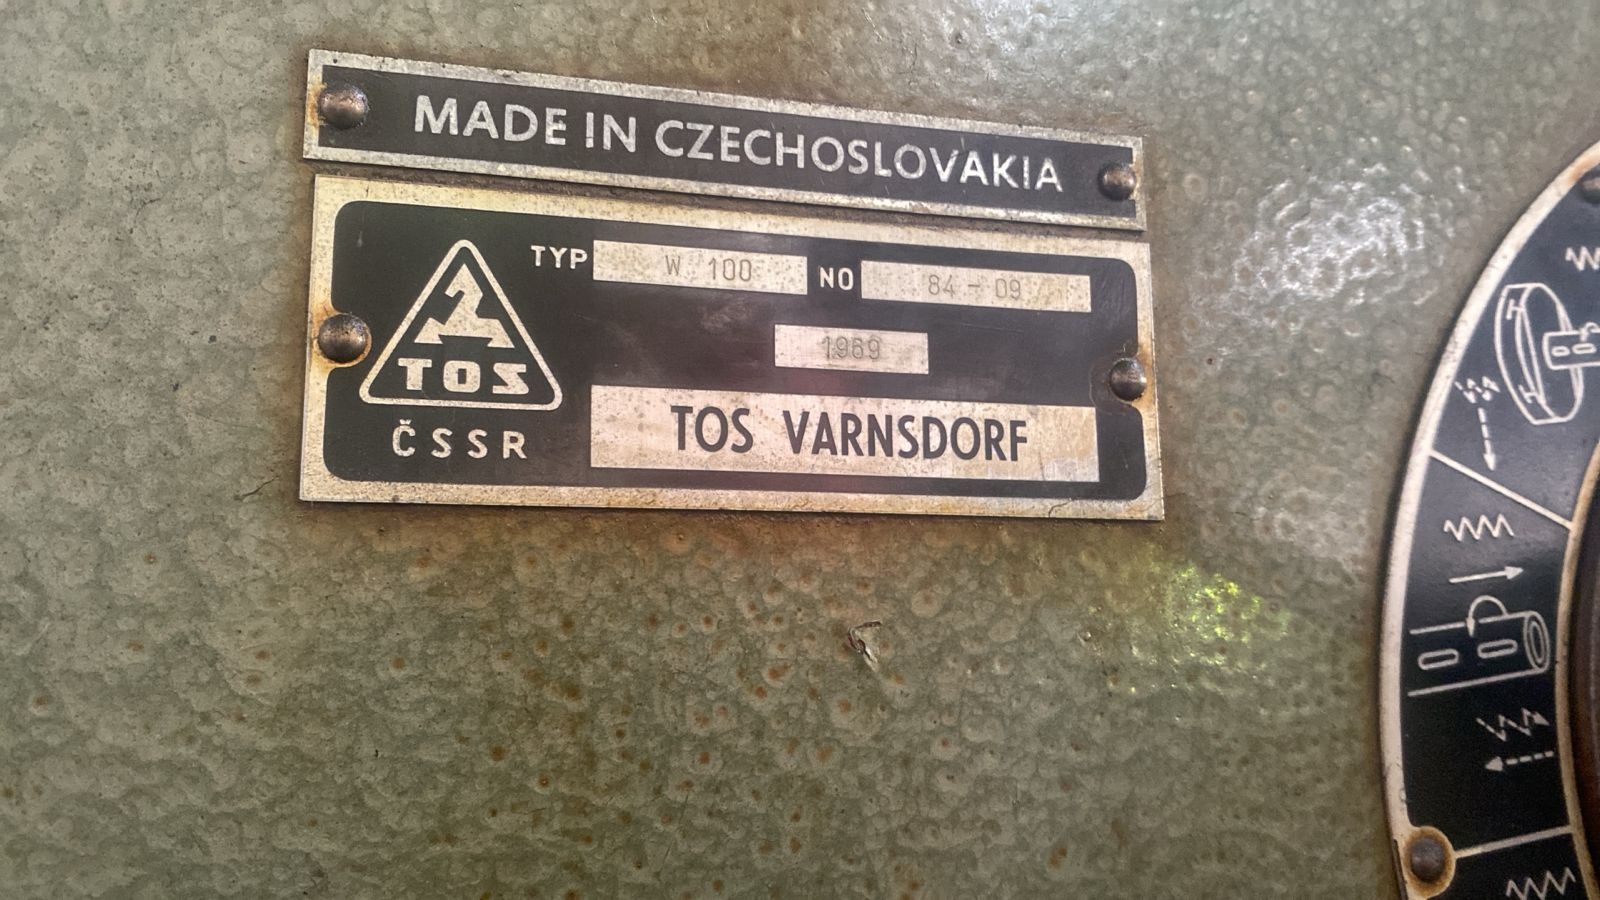 MADE IN CZECHOSLOVAKIA
TYP W 100 NO 84 - 09
1969
TOS
ČSSR
TOS VARNSDORF